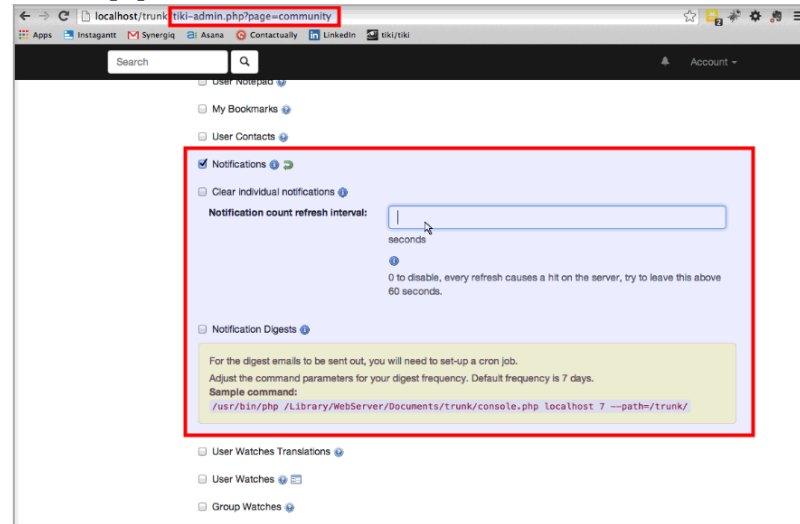 localhost/trunk/tiki-admin.php?page=community
2
Apps Instagantt Synergiq Asana Contactually LinkedIn tiki/tiki
Search Account
User Notepad
My Bookmarks
User Contacts
Notifications
Clear individual notifications
Notification count refresh interval:
seconds
0 to disable, every refresh causes a hit on the server, try to leave this above
60 seconds.
Notification Digests
For the digest emails to be sent out, you will need to set-up a cron job.
Adjust the command parameters for your digest frequency. Default frequency is 7 days.
Sample command:
/usr/bin/php /Library/WebServer/Documents/trunk/console.php localhost 7 --path=/trunk/
User Watches Translations
User Watches
Group Watches